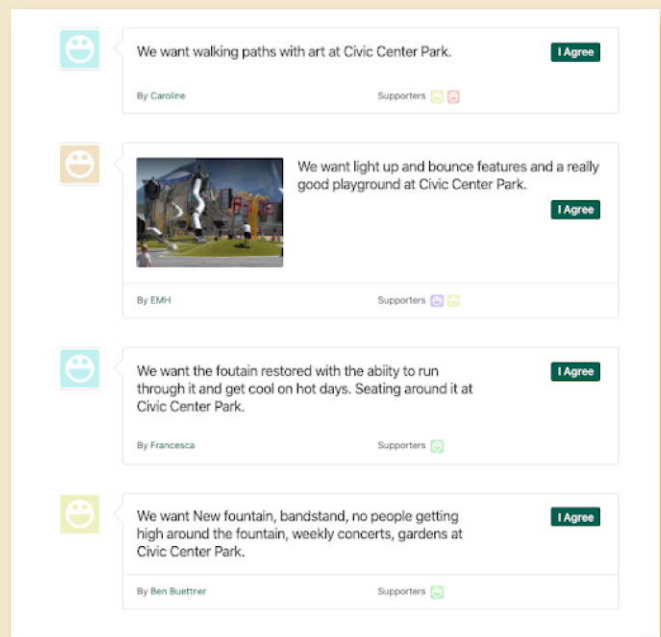 We want walking paths with art at Civic Center Park.
I Agree
By Caroline
Supporters
We want light up and bounce features and a really
good playground at Civic Center Park.
I Agree
By EMH
Supporters
We want the foutain restored with the abiity to run
through it and get cool on hot days. Seating around it at
Civic Center Park.
I Agree
By Francesca
Supporters
We want New fountain, bandstand, no people getting
high around the fountain, weekly concerts, gardens at
Civic Center Park.
I Agree
By Ben Buettner
Supporters